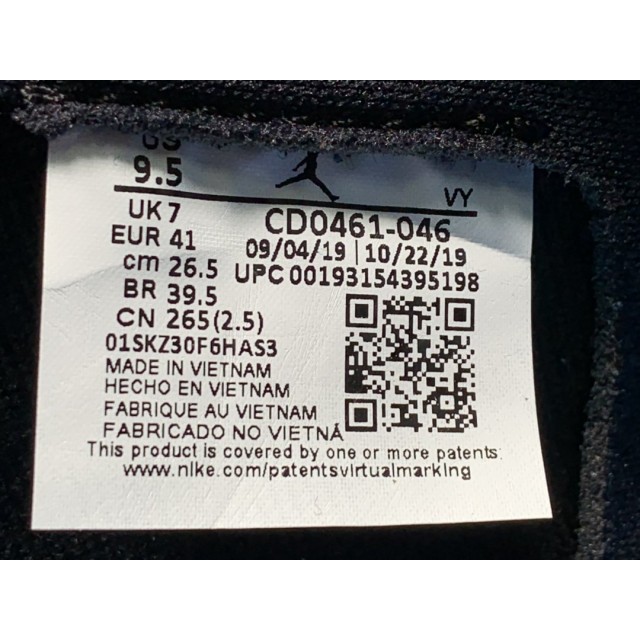 US
9.5
VY
UK 7
CD0461-046
EUR 41
09/04/19 | 10/22/19
cm 26.5
UPC 00193154395198
BR 39.5
CN 265(2.5)
01SKZ30F6HAS3
MADE IN VIETNAM
HECHO EN VIETNAM
FABRIQUE AU VIETNAM
FABRICADO NO VIETNÃ
This product is covered by one or more patents.
www.nike.com/patentsvirtualmarking